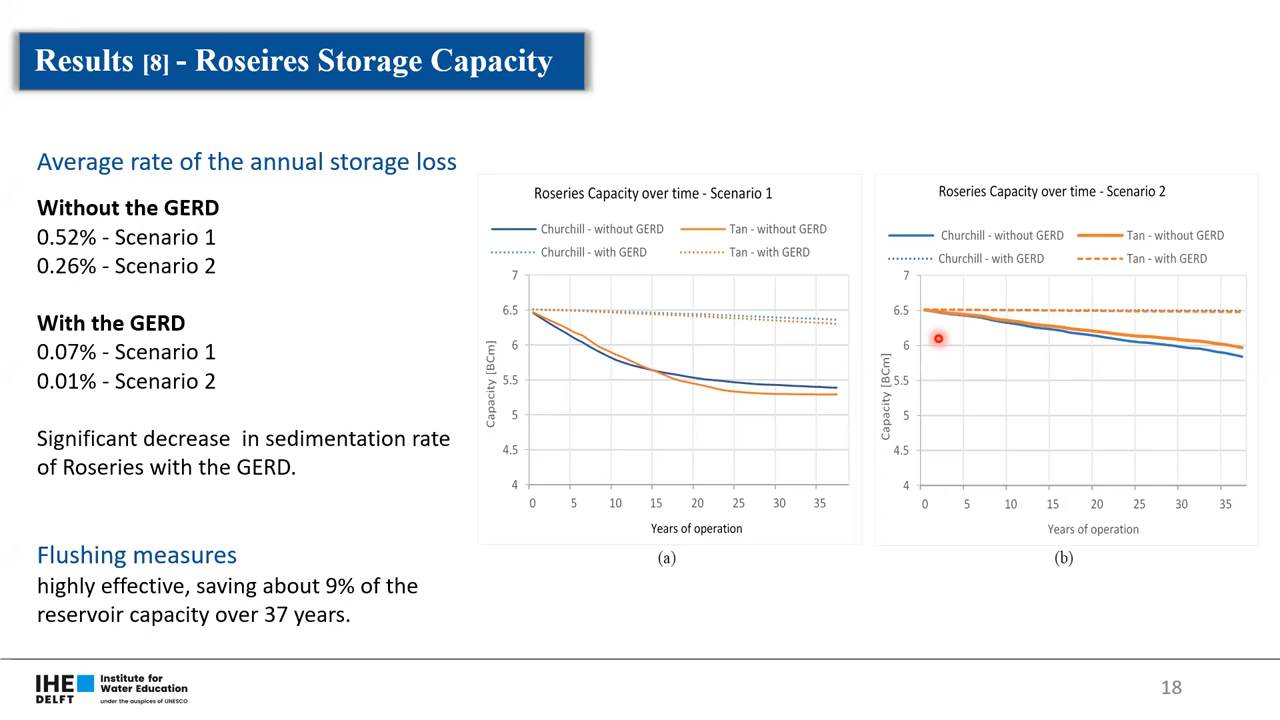 Results [8] - Roseires Storage Capacity
Average rate of the annual storage loss
Without the GERD
0.52% - Scenario 1
0.26% - Scenario 2
With the GERD
0.07% - Scenario 1
0.01% - Scenario 2
Significant decrease in sedimentation rate
of Roseries with the GERD.
Flushing measures
highly effective, saving about 9% of the
reservoir capacity over 37 years.
Roseries Capacity over time - Scenario 1
Churchill - without GERD
Tan - without GERD
Churchill - with GERD
Tan - with GERD
7
6.5
6
5.5
5
4.5
4
Capacity [BCm]
0 5 10 15 20 25 30 35
Years of operation
(a)
Roseries Capacity over time - Scenario 2
Churchill - without GERD
Tan - without GERD
Churchill - with GERD
Tan - with GERD
7
6.5
6
5.5
5
4.5
4
Capacity [BCm]
0 5 10 15 20 25 30 35
Years of operation
(b)
IHE
DELFT
Institute for
Water Education
under the auspices of UNESCO
18